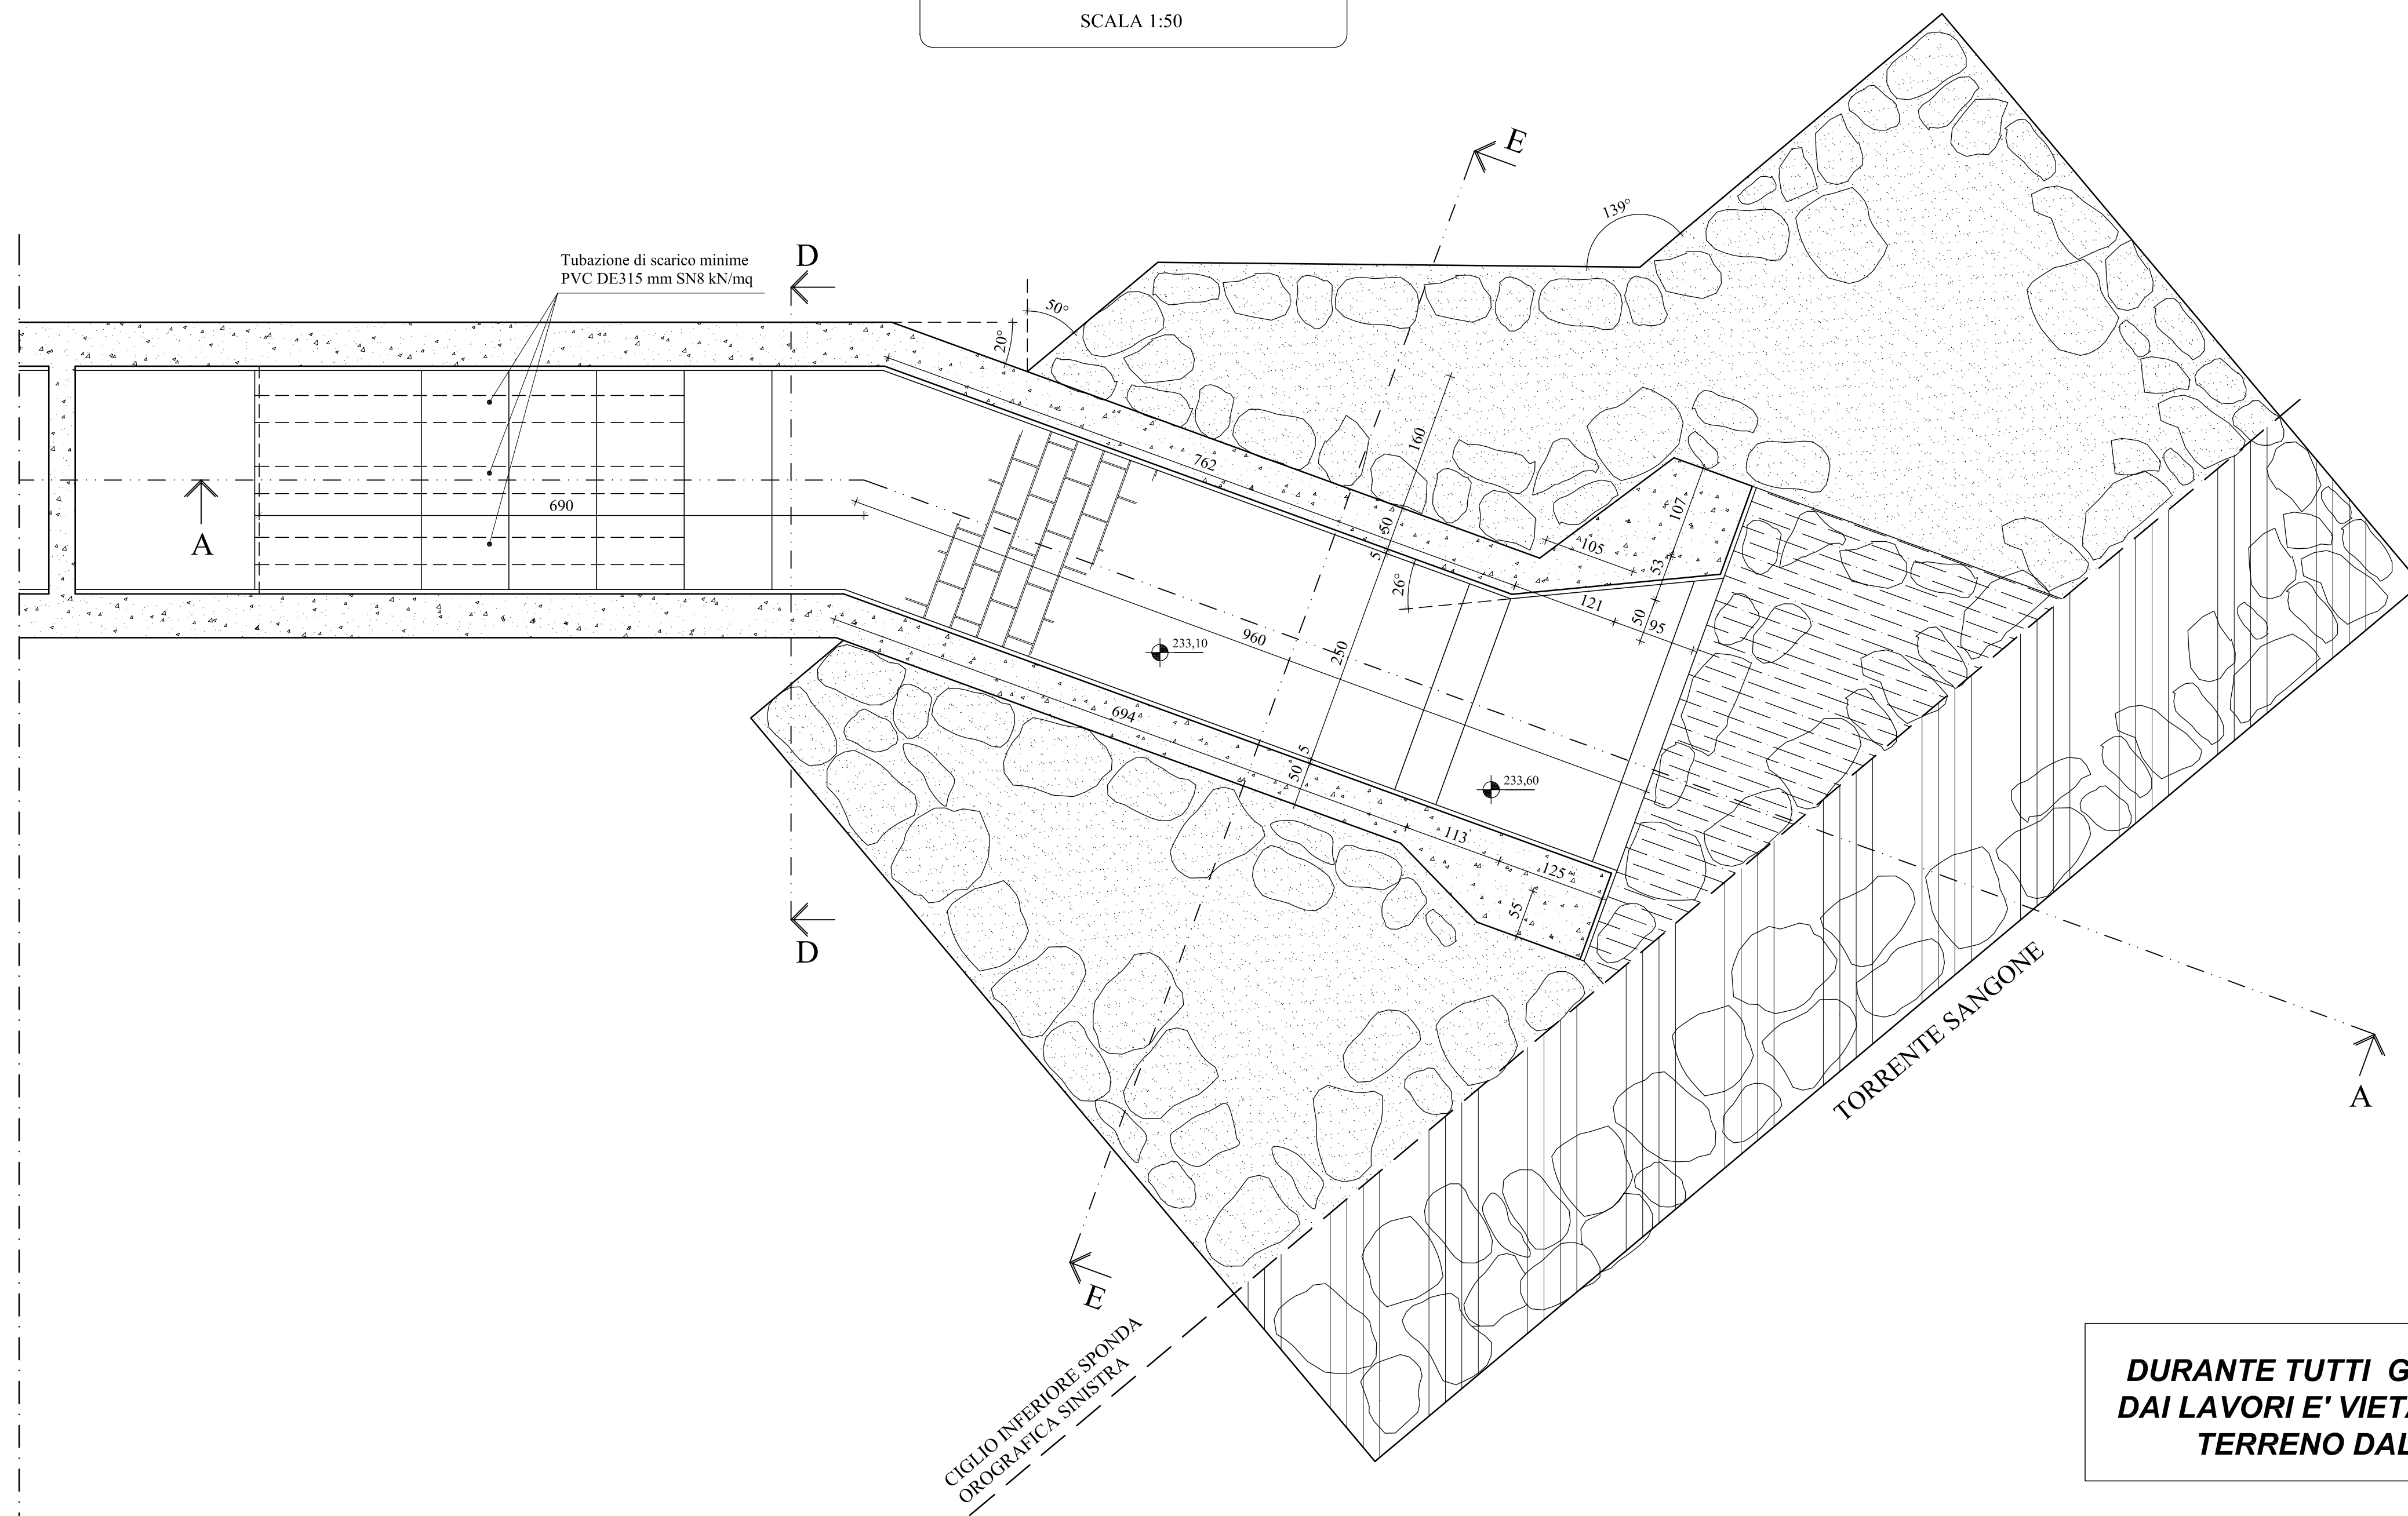 SCALA 1:50
E
139°
D
Tubazione di scarico minime
PVC DE315 mm SN8 kN/mq
50°
20°
762
160
690
A
50
5
105
107
53
26°
121
50
95
960
250
233,10
694
5
50
233,60
113
125
55
D
TORRENTE SANGONE
A
E
CIGLIO INFERIORE SPONDA
OROGRAFICA SINISTRA
DURANTE TUTTI G
DAI LAVORI E' VIETA
TERRENO DAL